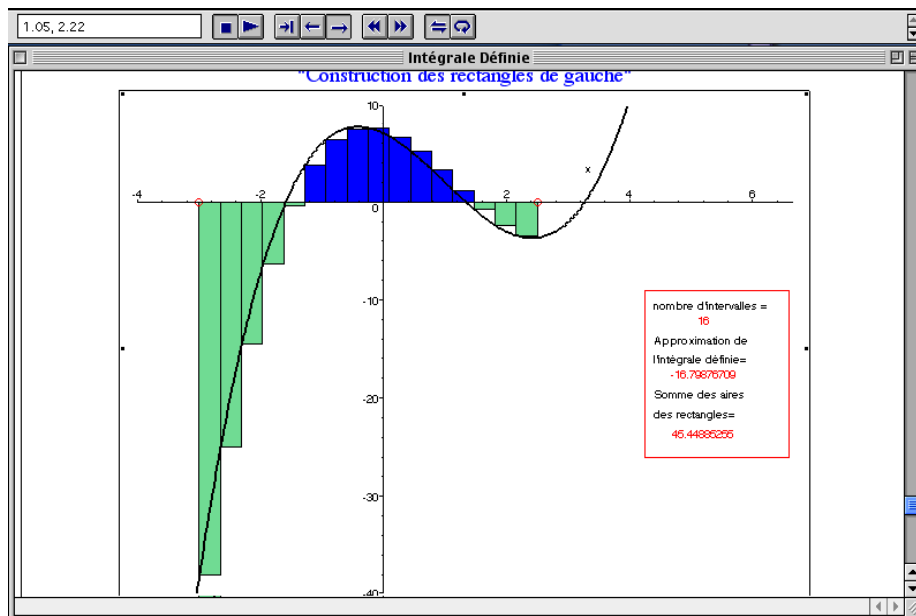 1.05, 2.22
Intégrale Définie
"Construction des rectangles de gauche"
10
x
-4
-2
0
2
4
6
-10
-20
-30
-40
nombre d'intervalles =
16
Approximation de
l'intégrale définie=
-16.79876709
Somme des aires
des rectangles=
45.44885255